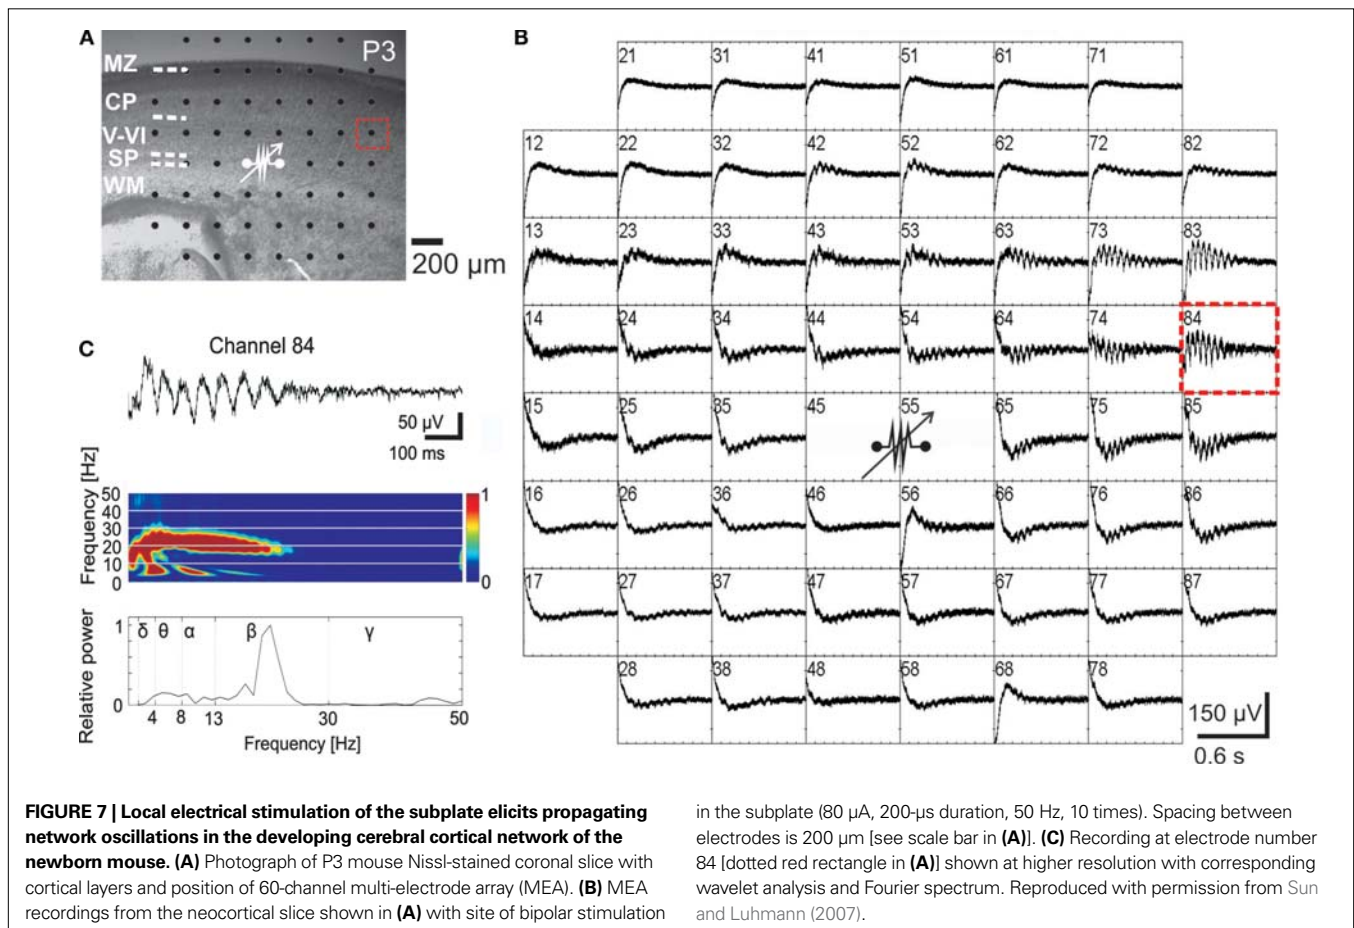 A
P3
MZ
CP
V-VI
SP
WM
200 µm
B
21 31 41 51 61 71
12 22 32 42 52 62 72 82
13 23 33 43 53 63 73 83
14 24 34 44 54 64 74 84
15 25 35 45 55 65 75 85
16 26 36 46 56 66 76 86
17 27 37 47 57 67 77 87
28 38 48 58 68 78
150 µV
0.6 s
C
Channel 84
50 µV
100 ms
Frequency [Hz]
50
40
30
20
10
0
1
0
Relative power
1
0
δ θ α β γ
4 8 13 30 50
Frequency [Hz]
FIGURE 7 | Local electrical stimulation of the subplate elicits propagating
network oscillations in the developing cerebral cortical network of the
newborn mouse. (A) Photograph of P3 mouse Nissl-stained coronal slice with
cortical layers and position of 60-channel multi-electrode array (MEA). (B) MEA
recordings from the neocortical slice shown in (A) with site of bipolar stimulation
in the subplate (80 µA, 200-µs duration, 50 Hz, 10 times). Spacing between
electrodes is 200 µm [see scale bar in (A)]. (C) Recording at electrode number
84 [dotted red rectangle in (A)] shown at higher resolution with corresponding
wavelet analysis and Fourier spectrum. Reproduced with permission from Sun
and Luhmann (2007).